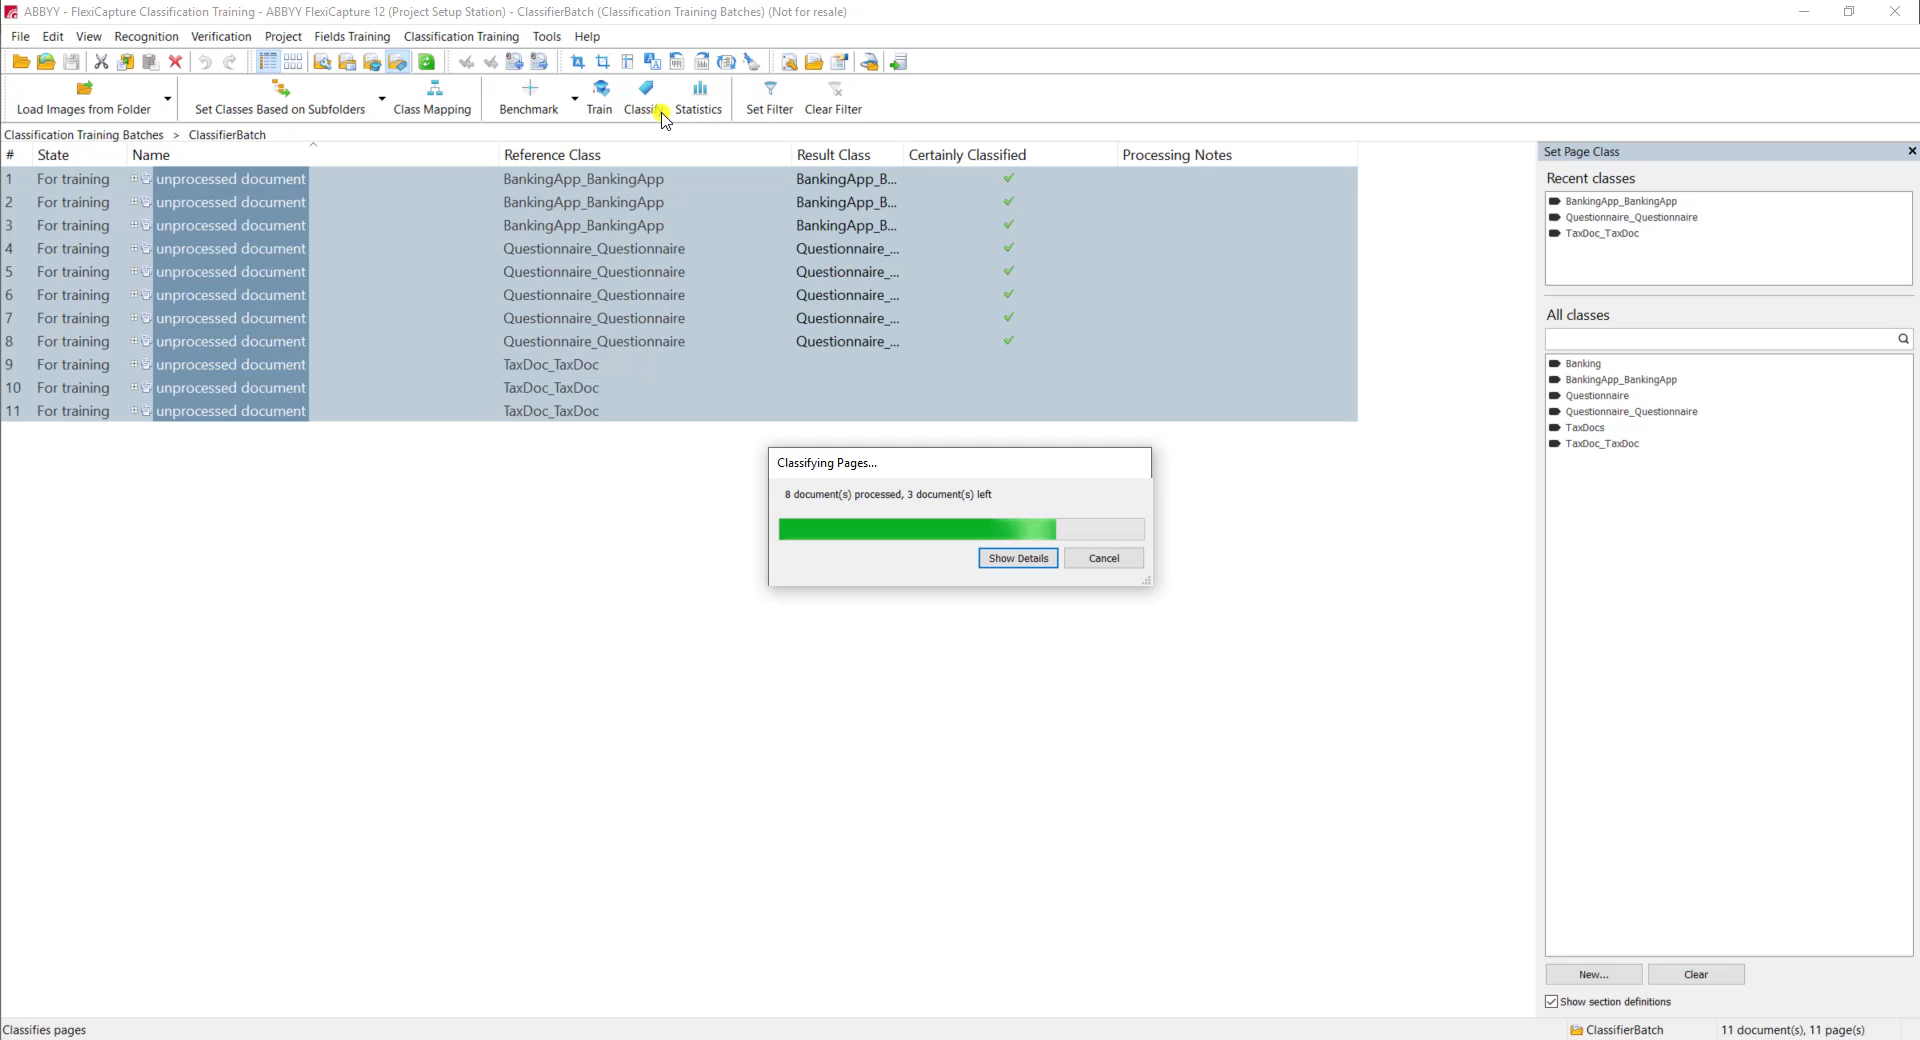 ABBYY - FlexiCapture Classification Training - ABBYY FlexiCapture 12 (Project Setup Station) - ClassifierBatch (Classification Training Batches) (Not for resale)
File Edit View Recognition Verification Project Fields Training Classification Training Tools Help
Load Images from Folder Set Classes Based on Subfolders Class Mapping Benchmark Train Classify Statistics Set Filter Clear Filter
Classification Training Batches > ClassifierBatch
# State Name Reference Class Result Class Certainly Classified Processing Notes
1 For training unprocessed document BankingApp_BankingApp BankingApp_B...
2 For training unprocessed document BankingApp_BankingApp BankingApp_B...
3 For training unprocessed document BankingApp_BankingApp BankingApp_B...
4 For training unprocessed document Questionnaire_Questionnaire Questionnaire_...
5 For training unprocessed document Questionnaire_Questionnaire Questionnaire_...
6 For training unprocessed document Questionnaire_Questionnaire Questionnaire_...
7 For training unprocessed document Questionnaire_Questionnaire Questionnaire_...
8 For training unprocessed document Questionnaire_Questionnaire Questionnaire_...
9 For training unprocessed document TaxDoc_TaxDoc
10 For training unprocessed document TaxDoc_TaxDoc
11 For training unprocessed document TaxDoc_TaxDoc
Classifying Pages...
8 document(s) processed, 3 document(s) left
Show Details Cancel
Set Page Class
Recent classes
BankingApp_BankingApp
Questionnaire_Questionnaire
TaxDoc_TaxDoc
All classes
Banking
BankingApp_BankingApp
Questionnaire
Questionnaire_Questionnaire
TaxDocs
TaxDoc_TaxDoc
New... Clear
Show section definitions
Classifies pages ClassifierBatch 11 document(s), 11 page(s)